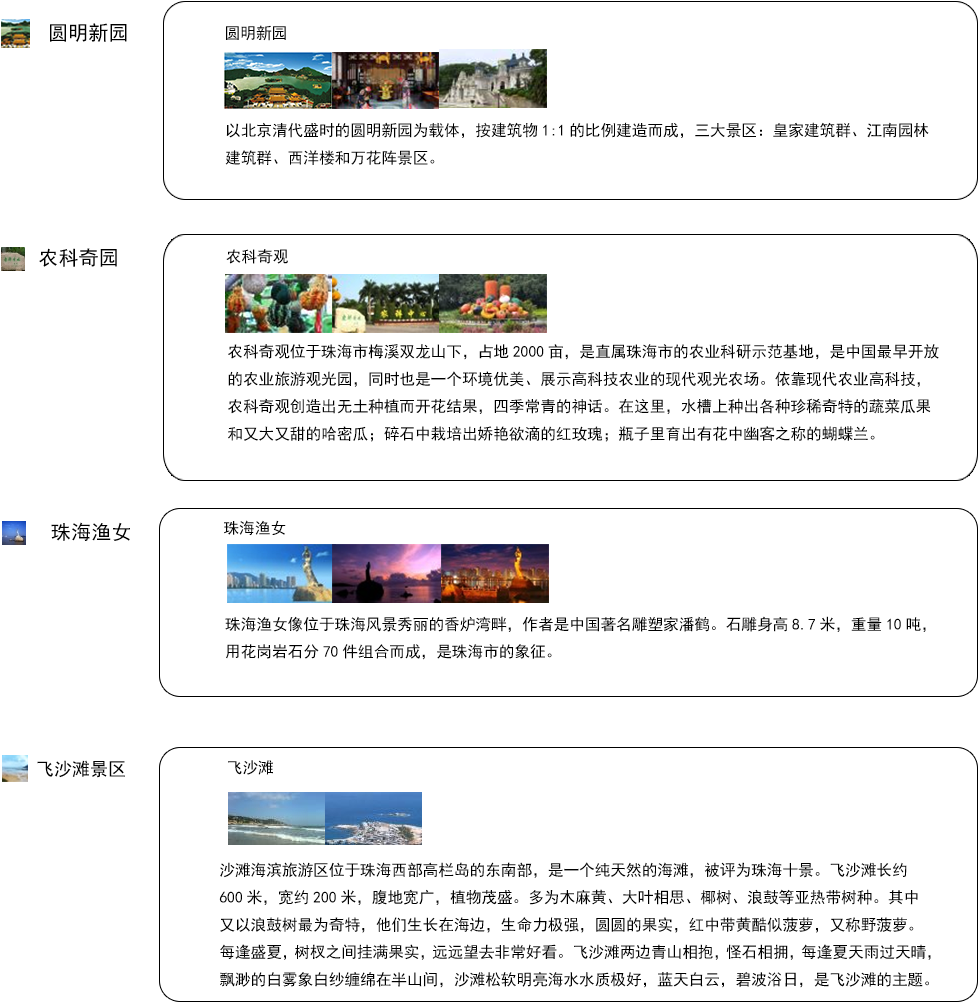 圆明新园
圆明新园
以北京清代盛时的圆明新园为载体，按建筑物1:1的比例建造而成，三大景区：皇家建筑群、江南园林
建筑群、西洋楼和万花阵景区。
农科奇园
农科奇观
农科中心
农科奇观位于珠海市梅溪双龙山下，占地2000亩，是直属珠海市的农业科研示范基地，是中国最早开放
的农业旅游观光园，同时也是一个环境优美、展示高科技农业的现代观光农场。依靠现代农业高科技，
农科奇观创造出无土种植而开花结果，四季常青的神话。在这里，水槽上种出各种珍稀奇特的蔬菜瓜果
和又大又甜的哈密瓜；碎石中栽培出娇艳欲滴的红玫瑰；瓶子里育出有花中幽客之称的蝴蝶兰。
珠海渔女
珠海渔女
珠海渔女像位于珠海风景秀丽的香炉湾畔，作者是中国著名雕塑家潘鹤。石雕身高8.7米，重量10吨，
用花岗岩石分70件组合而成，是珠海市的象征。
飞沙滩景区
飞沙滩
沙滩海滨旅游区位于珠海西部高栏岛的东南部，是一个纯天然的海滩，被评为珠海十景。飞沙滩长约
600米，宽约200米，腹地宽广，植物茂盛。多为木麻黄、大叶相思、椰树、浪鼓等亚热带树种。其中
又以浪鼓树最为奇特，他们生长在海边，生命力极强，圆圆的果实，红中带黄酷似菠萝，又称野菠萝。
每逢盛夏，树杈之间挂满果实，远远望去非常好看。飞沙滩两边青山相抱，怪石相拥，每逢夏天雨过天晴，
飘渺的白雾象白纱缠绵在半山间，沙滩松软明亮海水水质极好，蓝天白云，碧波浴日，是飞沙滩的主题。